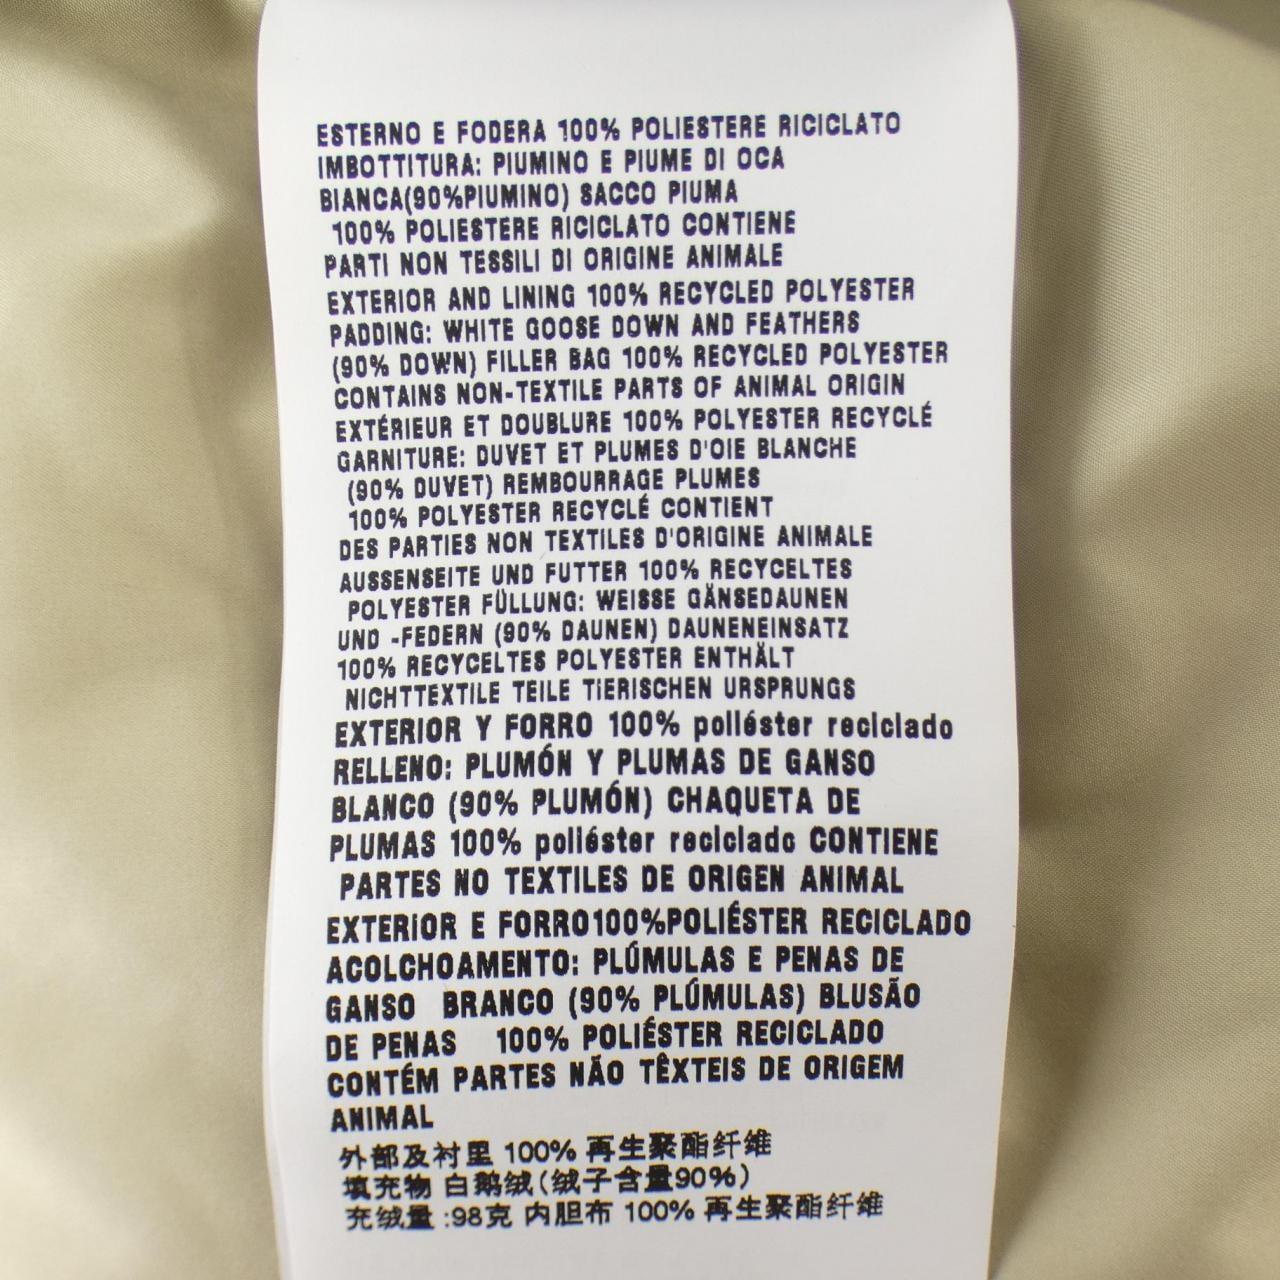 ESTERNO E FODERA 100% POLIESTERE RICICLATO
IMBOTTITURA: PIUMINO E PIUME DI OCA
BIANCA(90%PIUMINO) SACCO PIUMA
100% POLIESTERE RICICLATO CONTIENE
PARTI NON TESSILI DI ORIGINE ANIMALE
EXTERIOR AND LINING 100% RECYCLED POLYESTER
PADDING: WHITE GOOSE DOWN AND FEATHERS
(90% DOWN) FILLER BAG 100% RECYCLED POLYESTER
CONTAINS NON-TEXTILE PARTS OF ANIMAL ORIGIN
EXTÉRIEUR ET DOUBLURE 100% POLYESTER RECYCLÉ
GARNITURE: DUVET ET PLUMES D'OIE BLANCHE
(90% DUVET) REMBOURRAGE PLUMES
100% POLYESTER RECYCLÉ CONTIENT
DES PARTIES NON TEXTILES D'ORIGINE ANIMALE
AUSSENSEITE UND FUTTER 100% RECYCELTES
POLYESTER FÜLLUNG: WEISSE GÄNSEDAUNEN
UND -FEDERN (90% DAUNEN) DAUNENEINSATZ
100% RECYCELTES POLYESTER ENTHÄLT
NICHTTEXTILE TEILE TiERISCHEN URSPRUNGS
EXTERIOR Y FORRO 100% poliéster reciclado
RELLENO: PLUMÓN Y PLUMAS DE GANSO
BLANCO (90% PLUMÓN) CHAQUETA DE
PLUMAS 100% poliéster reciclado CONTIENE
PARTES NO TEXTILES DE ORIGEN ANIMAL
EXTERiOR E FORRO100%POLIÉSTER RECICLADO
ACOLCHOAMENTO: PLÚMULAS E PENAS DE
GANSO BRANCO (90% PLÚMULAS) BLUSÃO
DE PENAS 100% POLIÉSTER RECICLADO
CONTÉM PARTES NÃO TÊXTEIS DE ORIGEM
ANIMAL
外部及衬里 100% 再生聚酯纤维
填充物 白鹅绒(绒子含量90%)
充绒量:98克 内胆布 100% 再生聚酯纤维